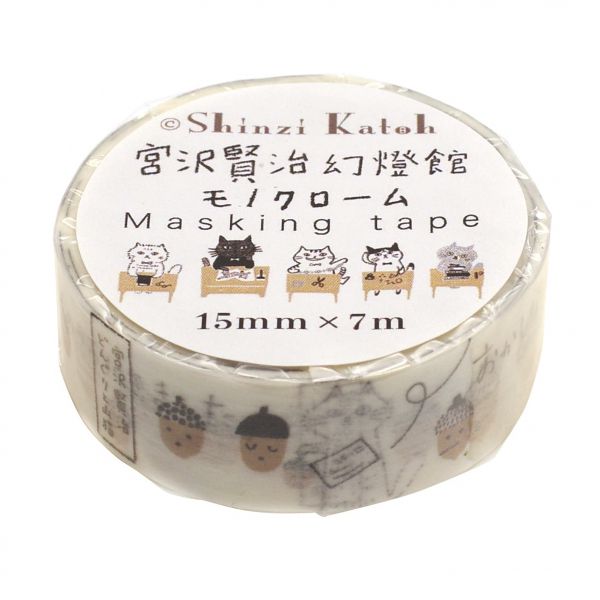 ©Shinzi Katoh
宮沢賢治幻燈館
モノクローム
Masking tape
15mm×7m